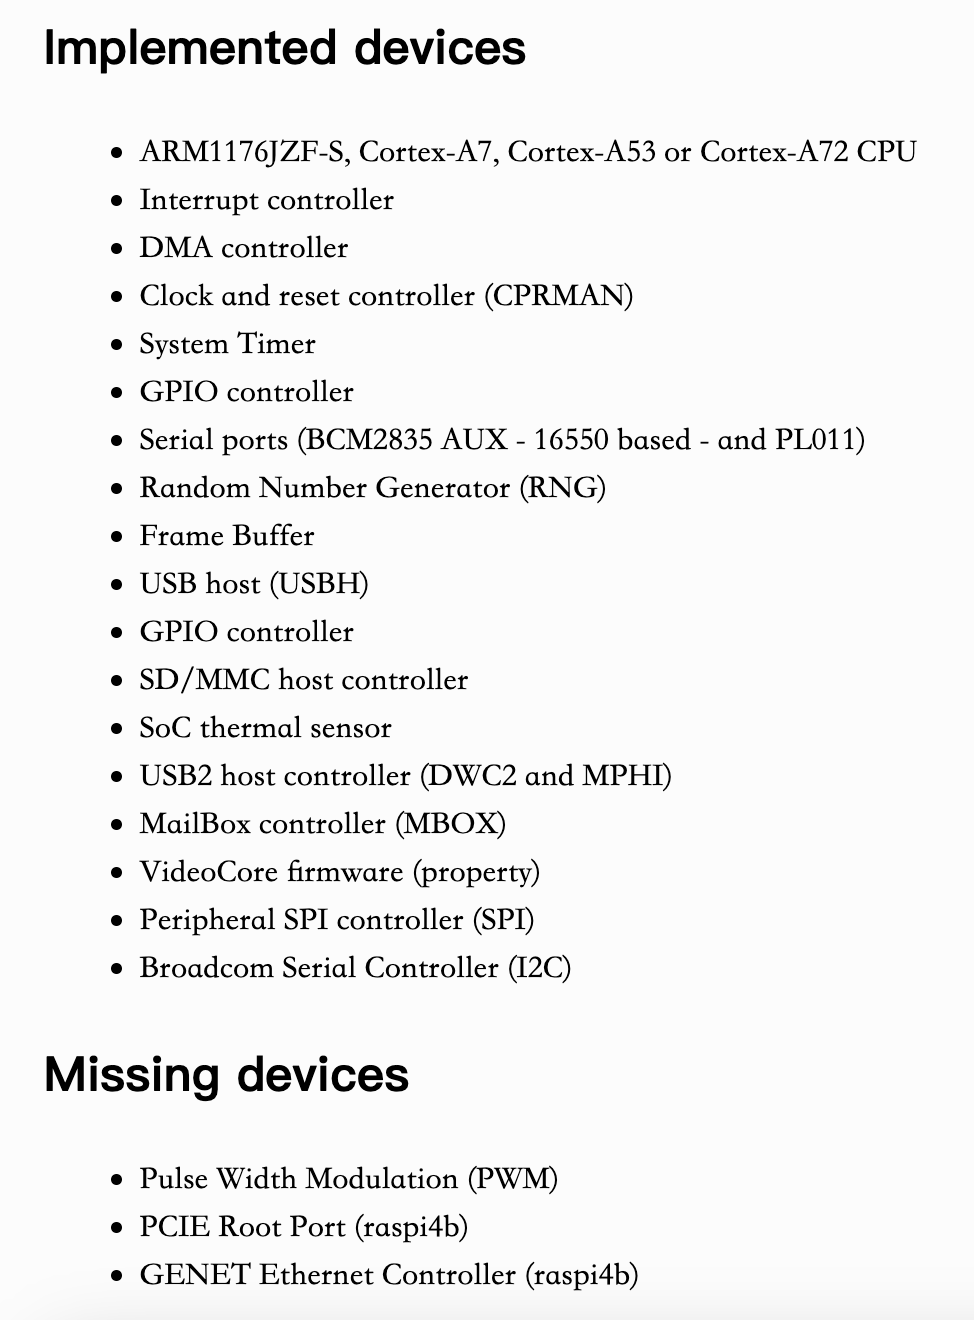 Implemented devices
• ARM1176JZF-S, Cortex-A7, Cortex-A53 or Cortex-A72 CPU
• Interrupt controller
• DMA controller
• Clock and reset controller (CPRMAN)
• System Timer
• GPIO controller
• Serial ports (BCM2835 AUX - 16550 based - and PL011)
• Random Number Generator (RNG)
• Frame Buffer
• USB host (USBH)
• GPIO controller
• SD/MMC host controller
• SoC thermal sensor
• USB2 host controller (DWC2 and MPHI)
• MailBox controller (MBOX)
• VideoCore firmware (property)
• Peripheral SPI controller (SPI)
• Broadcom Serial Controller (I2C)
Missing devices
• Pulse Width Modulation (PWM)
• PCIE Root Port (raspi4b)
• GENET Ethernet Controller (raspi4b)